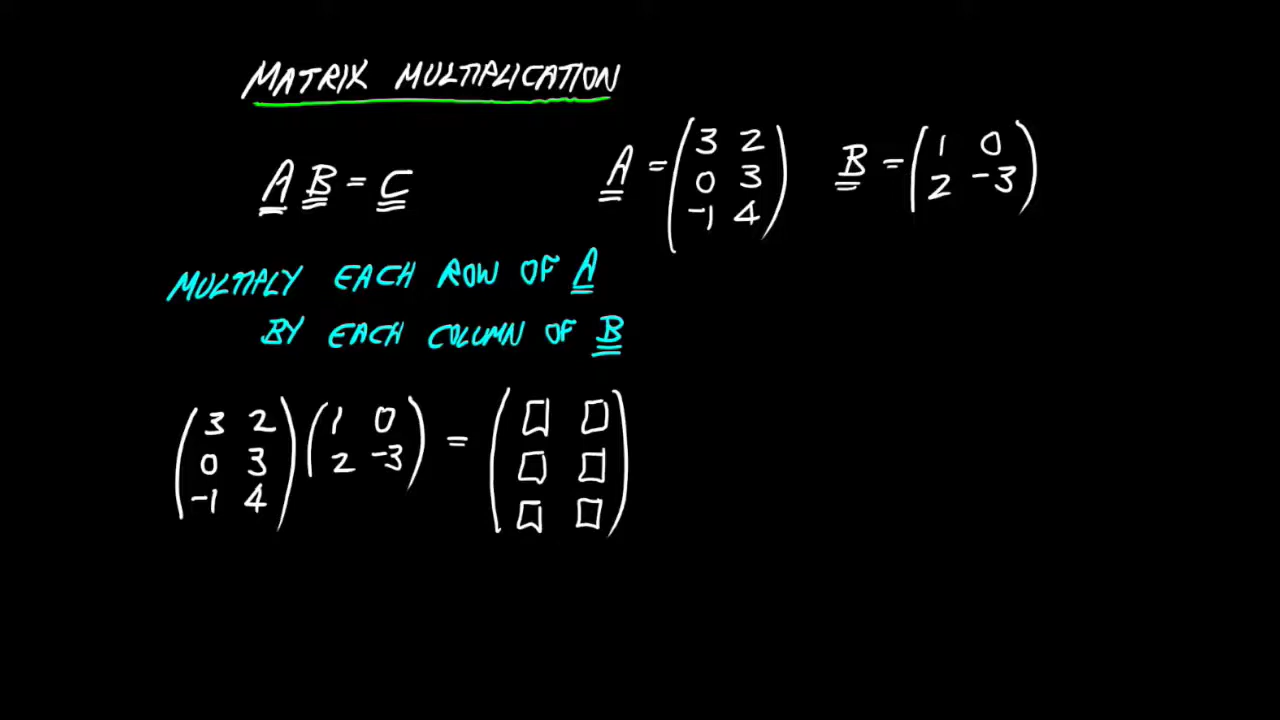 MATRIX MULTIPLICATION
A B = C
A = (3 2
0 3
-1 4)
B = (1 0
2 -3)
MULTIPLY EACH ROW OF A
BY EACH COLUMN OF B
(3 2
0 3
-1 4)
(1 0
2 -3)
= (□ □
□ □
□ □)